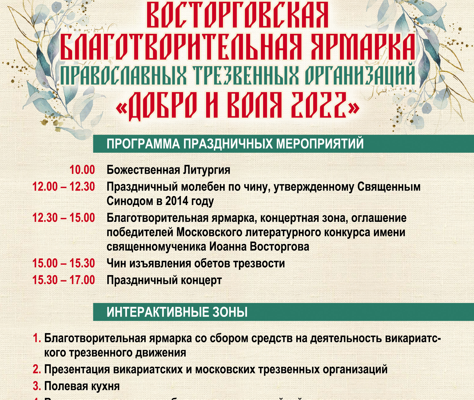 ВОСТОРГОВСКАЯ
БЛАГОТВОРИТЕЛЬНАЯ ЯРМАРКА
ПРАВОСЛАВНЫХ ТРЕЗВЕННЫХ ОРГАНИЗАЦИЙ
«ДОБРО И ВОЛЯ 2022»
ПРОГРАММА ПРАЗДНИЧНЫХ МЕРОПРИЯТИЙ
10.00 Божественная Литургия
12.00 – 12.30 Праздничный молебен по чину, утвержденному Священным
Синодом в 2014 году
12.30 – 15.00 Благотворительная ярмарка, концертная зона, оглашение
победителей Московского литературного конкурса имени
священномученика Иоанна Восторгова
15.00 – 15.30 Чин изъявления обетов трезвости
15.30 – 17.00 Праздничный концерт
ИНТЕРАКТИВНЫЕ ЗОНЫ
1. Благотворительная ярмарка со сбором средств на деятельность викариатс-
кого трезвенного движения
2. Презентация викариатских и московских трезвенных организаций
3. Полевая кухня